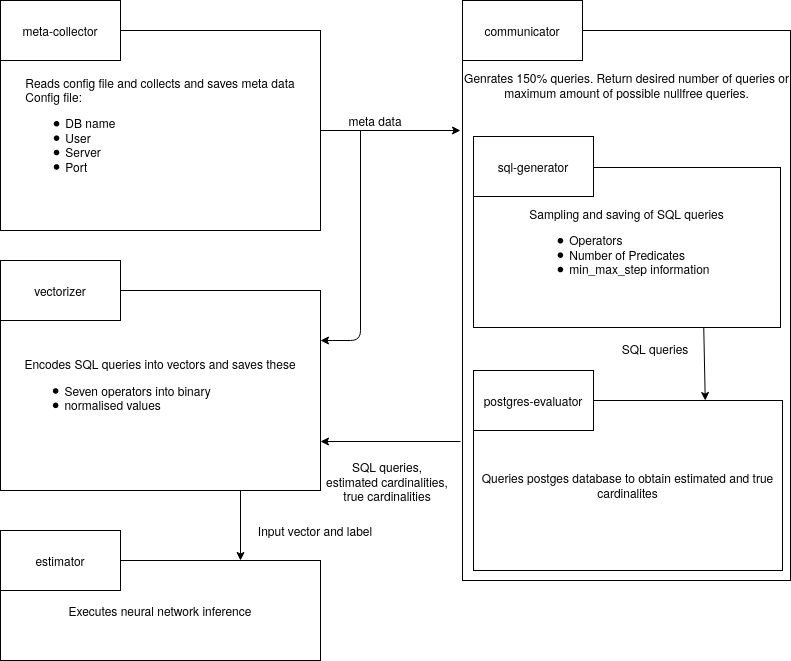 meta-collector
Reads config file and collects and saves meta data
Config file:
● DB name
● User
● Server
● Port
meta data
communicator
Genrates 150% queries. Return desired number of queries or
maximum amount of possible nullfree queries.
sql-generator
Sampling and saving of SQL queries
● Operators
● Number of Predicates
● min_max_step information
SQL queries
postgres-evaluator
Queries postges database to obtain estimated and true
cardinalites
vectorizer
Encodes SQL queries into vectors and saves these
● Seven operators into binary
● normalised values
SQL queries,
estimated cardinalities,
true cardinalities
Input vector and label
estimator
Executes neural network inference